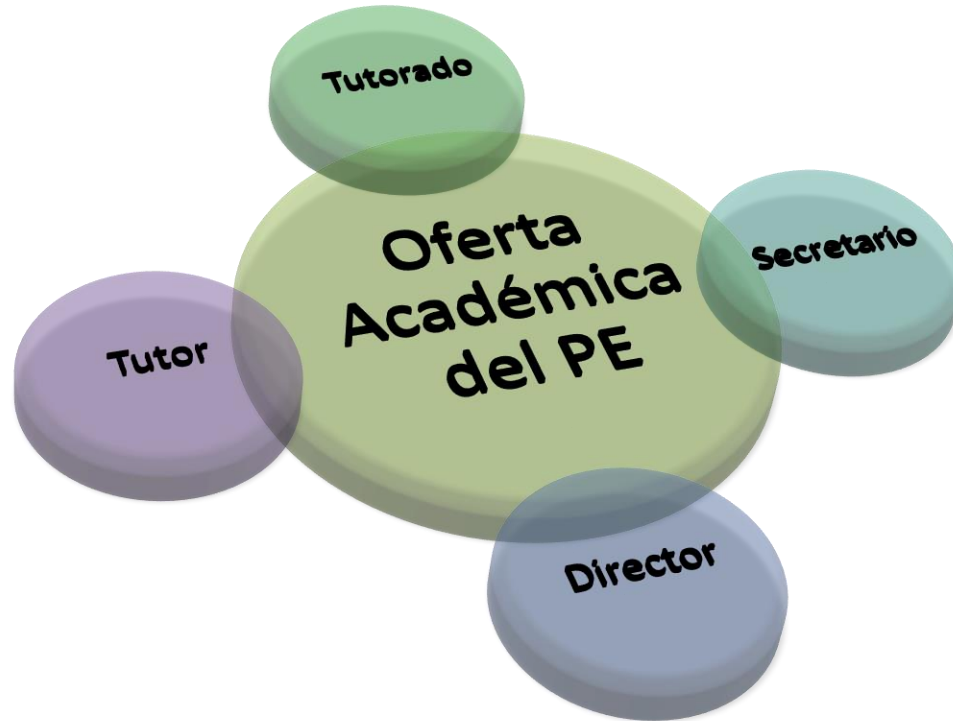 Tutorado
Oferta
Académica
del PE
Secretario
Tutor
Director